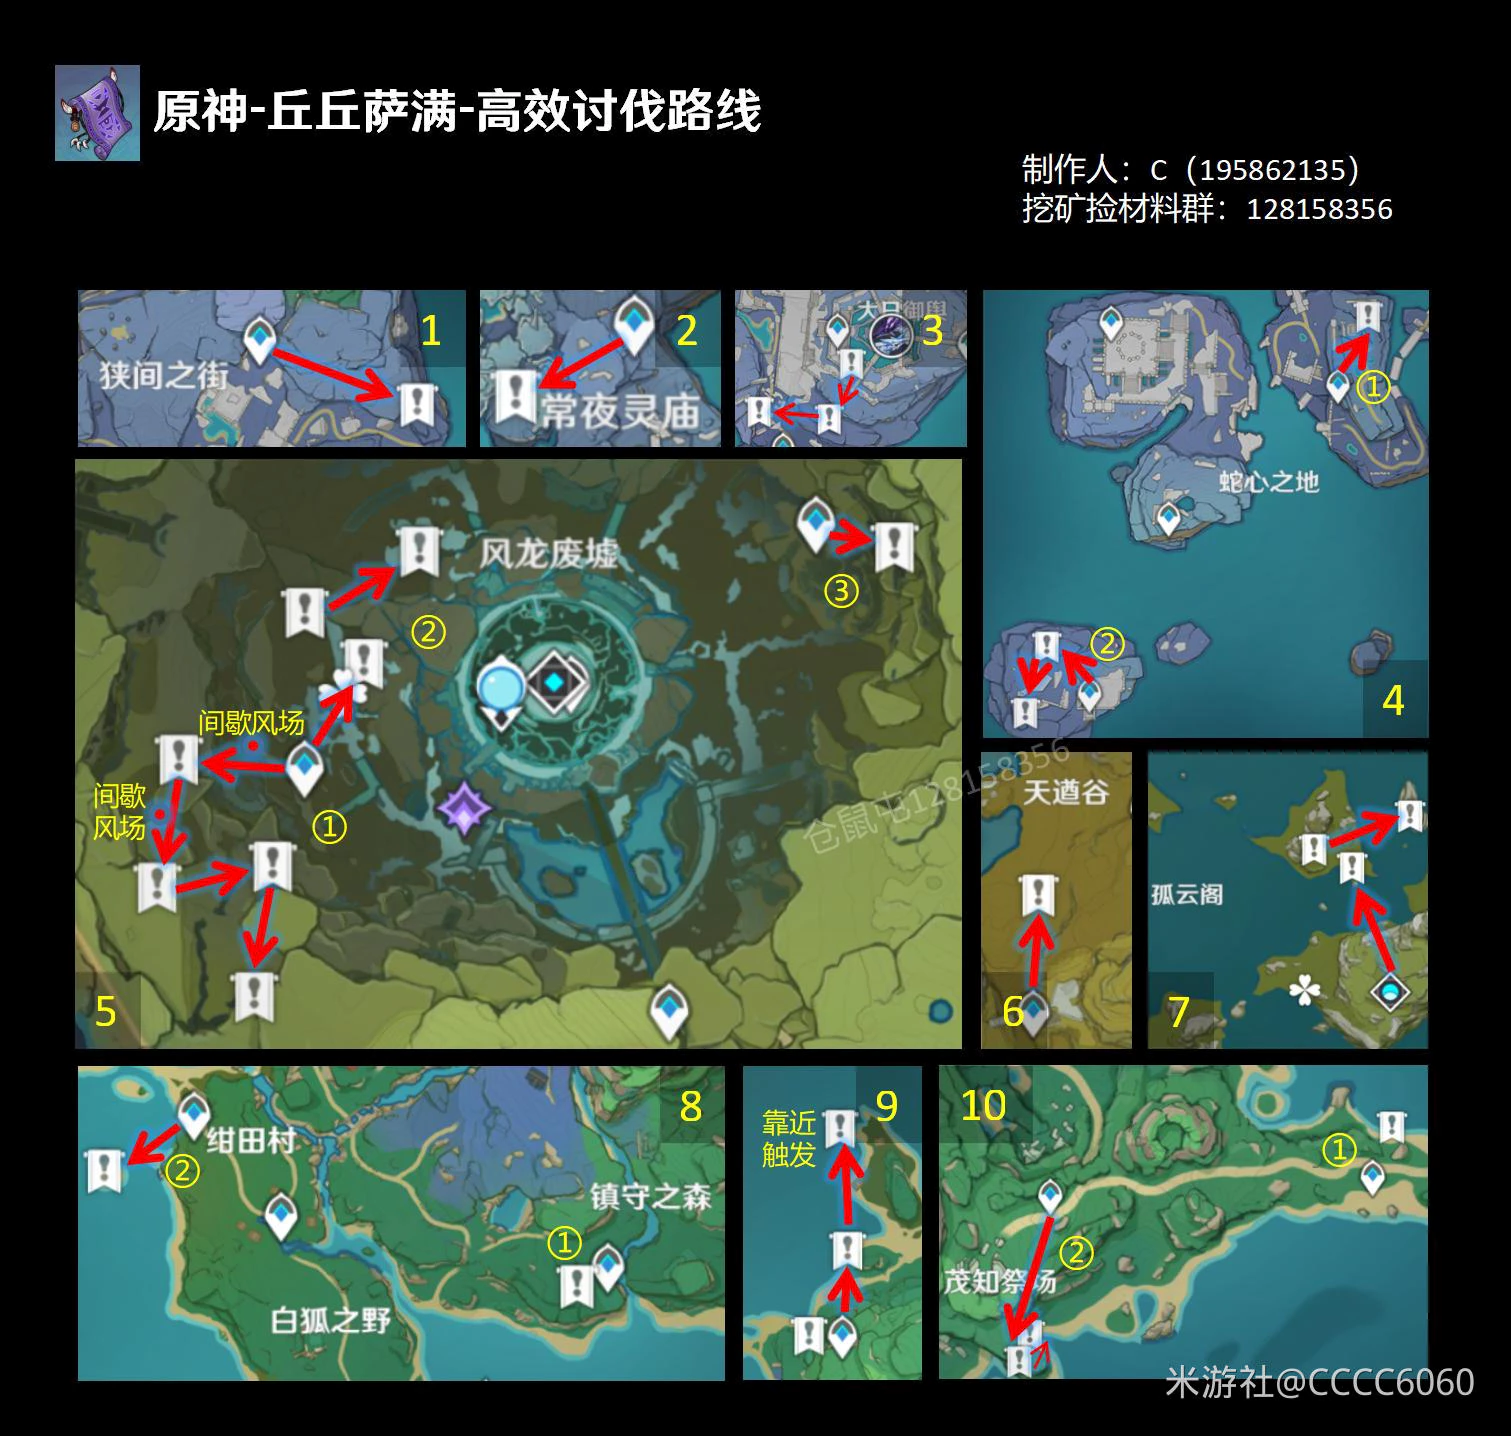 原神-丘丘萨满-高效讨伐路线
制作人：C（195862135）
挖矿捡材料群：128158356
1
狭间之街
2
常夜灵庙
3
大日御舆
①
蛇心之地
②
4
风龙废墟
③
②
间歇风场
间歇
风场
①
5
仓鼠屯128158356
天遒谷
6
孤云阁
7
8
绀田村
②
镇守之森
①
白狐之野
9
靠近
触发
10
①
②
茂知祭场
米游社@CCCC6060